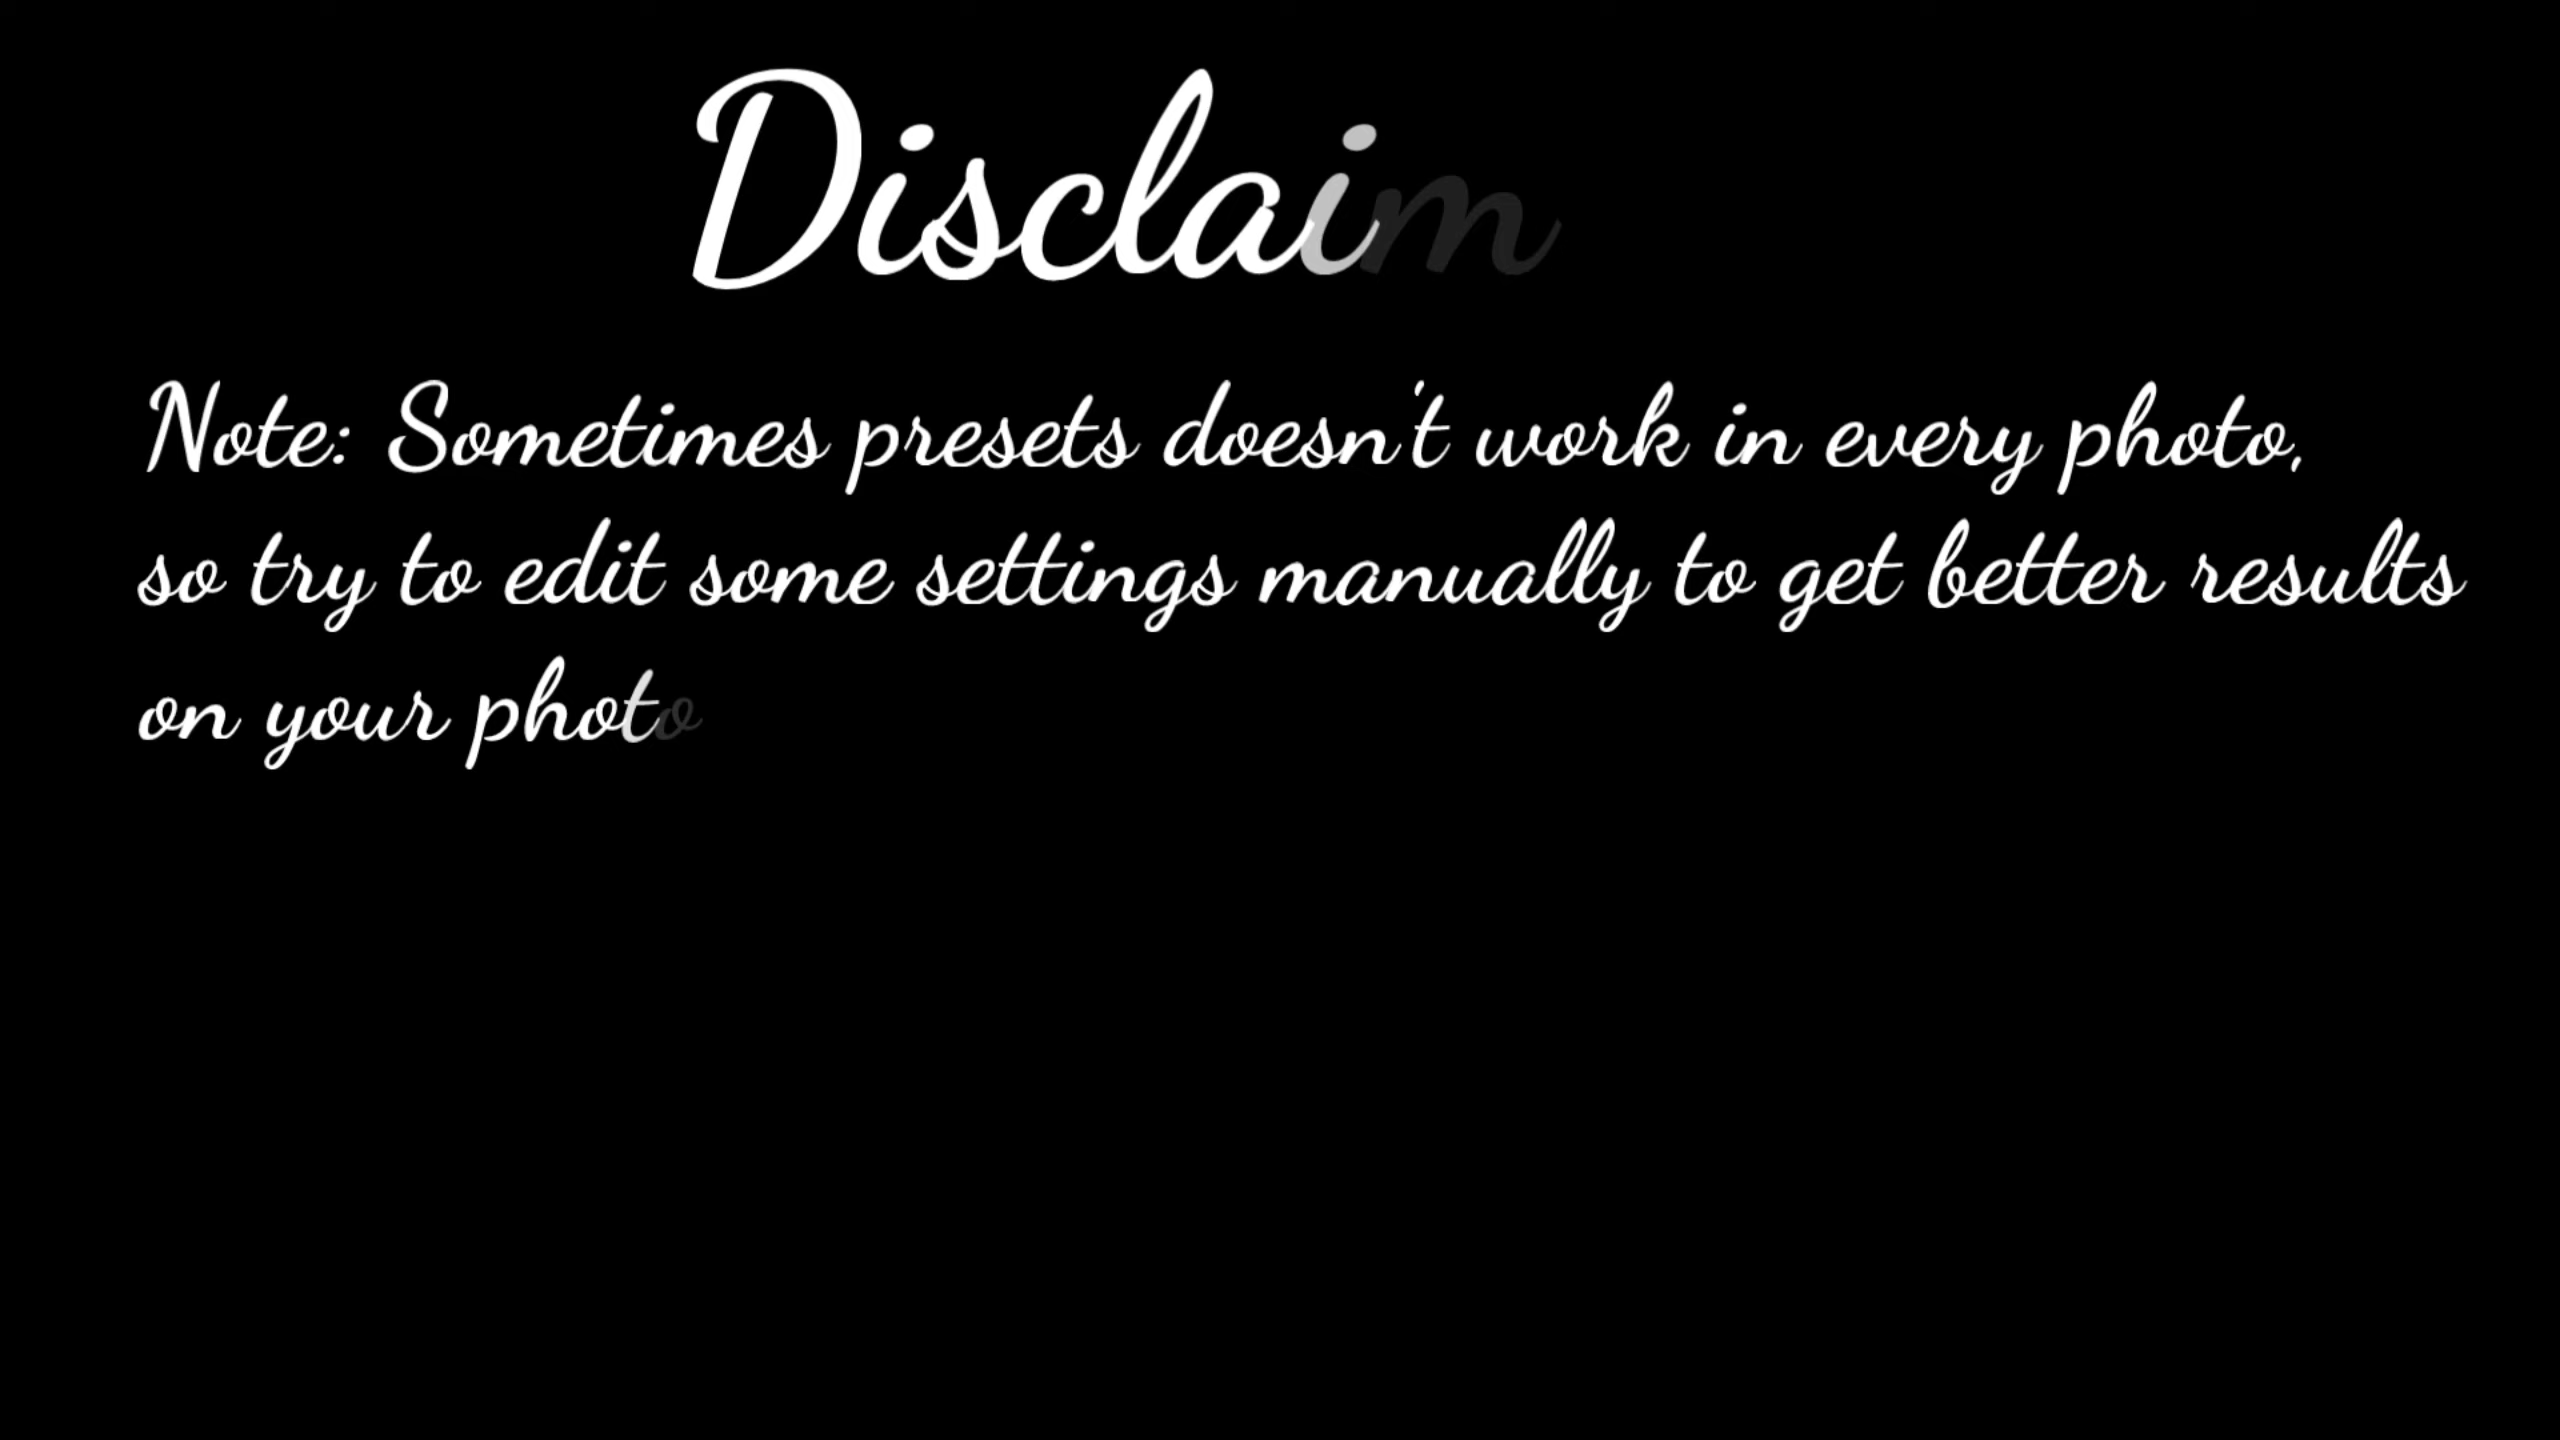 Disclaim
Note: Sometimes presets doesn't work in every photo,
so try to edit some settings manually to get better results
on your photo